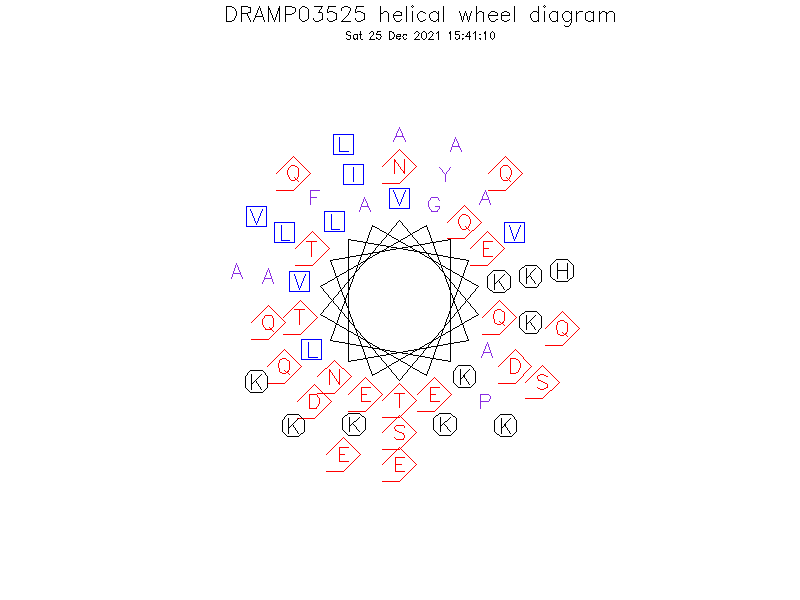 DRAMP03525 helical wheel diagram
Sat 25 Dec 2021 15:41:10
A
L A
Q I N Y Q
F A V G A
V L L Q V
T E
A A V K K H
Q T Q K Q
L A
K Q N K D S
D E T E P
K K S K K
E E